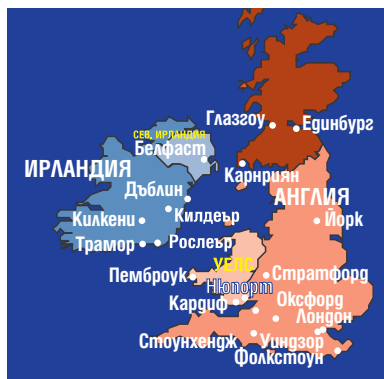 Глазгоу
Единбург
СЕВ. ИРЛАНДИЯ
Белфаст
ИРЛАНДИЯ
Карнриян
Дъблин
АНГЛИЯ
Килкени
Килдеър
Йорк
Трамор
Рослеър
УЕЛС
Пемброук
Стратфорд
Нюпорт
Кардиф
Оксфорд
Лондон
Стоунхендж
Уиндзор
Фолкстоун